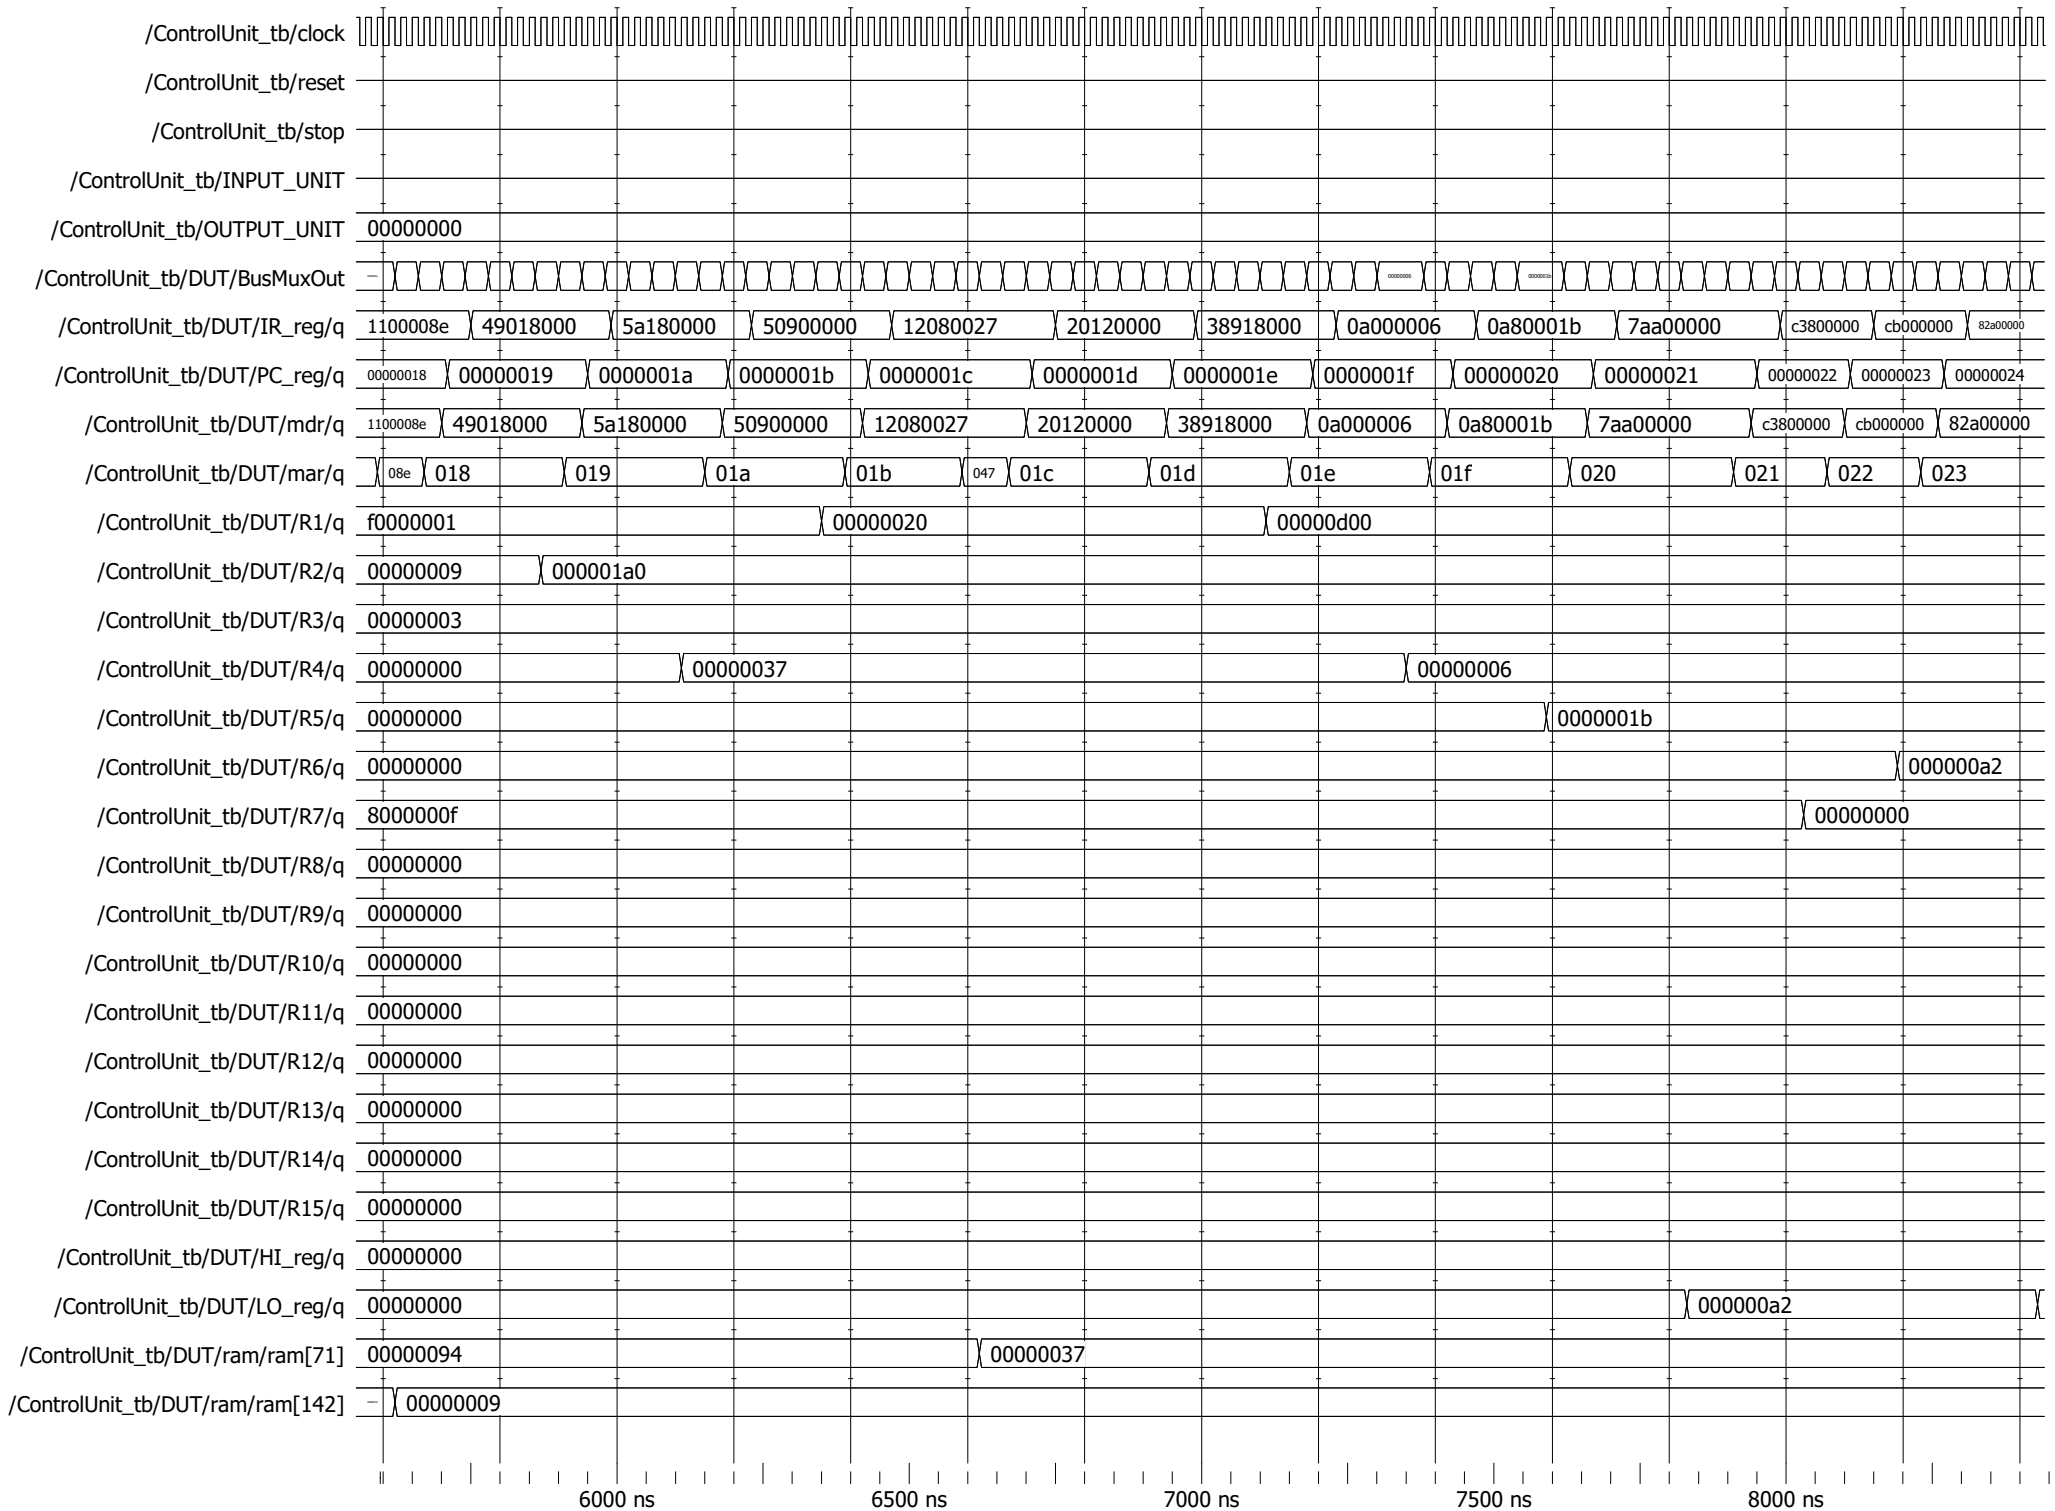 /ControlUnit_tb/clock
/ControlUnit_tb/reset
/ControlUnit_tb/stop
/ControlUnit_tb/INPUT_UNIT
/ControlUnit_tb/OUTPUT_UNIT 00000000
/ControlUnit_tb/DUT/BusMuxOut 00000006 0000001b
/ControlUnit_tb/DUT/IR_reg/q 1100008e 49018000 5a180000 50900000 12080027 20120000 38918000 0a000006 0a80001b 7aa00000 c3800000 cb000000 82a00000
/ControlUnit_tb/DUT/PC_reg/q 00000018 00000019 0000001a 0000001b 0000001c 0000001d 0000001e 0000001f 00000020 00000021 00000022 00000023 00000024
/ControlUnit_tb/DUT/mdr/q 1100008e 49018000 5a180000 50900000 12080027 20120000 38918000 0a000006 0a80001b 7aa00000 c3800000 cb000000 82a00000
/ControlUnit_tb/DUT/mar/q 08e 018 019 01a 01b 047 01c 01d 01e 01f 020 021 022 023
/ControlUnit_tb/DUT/R1/q f0000001 00000020 00000d00
/ControlUnit_tb/DUT/R2/q 00000009 000001a0
/ControlUnit_tb/DUT/R3/q 00000003
/ControlUnit_tb/DUT/R4/q 00000000 00000037 00000006
/ControlUnit_tb/DUT/R5/q 00000000 0000001b
/ControlUnit_tb/DUT/R6/q 00000000 000000a2
/ControlUnit_tb/DUT/R7/q 8000000f 00000000
/ControlUnit_tb/DUT/R8/q 00000000
/ControlUnit_tb/DUT/R9/q 00000000
/ControlUnit_tb/DUT/R10/q 00000000
/ControlUnit_tb/DUT/R11/q 00000000
/ControlUnit_tb/DUT/R12/q 00000000
/ControlUnit_tb/DUT/R13/q 00000000
/ControlUnit_tb/DUT/R14/q 00000000
/ControlUnit_tb/DUT/R15/q 00000000
/ControlUnit_tb/DUT/HI_reg/q 00000000
/ControlUnit_tb/DUT/LO_reg/q 00000000 000000a2
/ControlUnit_tb/DUT/ram/ram[71] 00000094 00000037
/ControlUnit_tb/DUT/ram/ram[142] 00000009
6000 ns 6500 ns 7000 ns 7500 ns 8000 ns